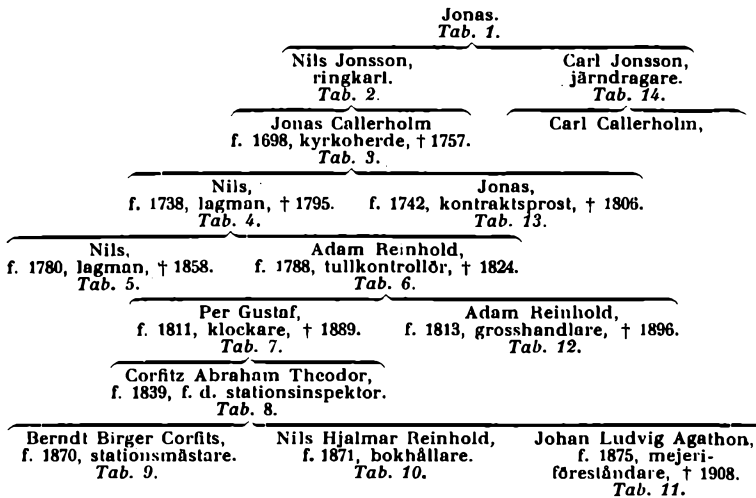 Jonas.
Tab. 1.
Nils Jonsson, Carl Jonsson,
ringkarl. järndragare.
Tab. 2. Tab. 14.
Jonas Callerholm Carl Callerholm,
f. 1698, kyrkoherde, † 1757.
Tab. 3.
Nils, Jonas,
f. 1738, lagman, † 1795. f. 1742, kontraktsprost, † 1806.
Tab. 4. Tab. 13.
Nils, Adam Reinhold,
f. 1780, lagman, † 1858. f. 1788, tullkontrollör, † 1824.
Tab. 5. Tab. 6.
Per Gustaf, Adam Reinhold,
f. 1811, klockare, † 1889. f. 1813, grosshandlare, † 1896.
Tab. 7. Tab. 12.
Corfitz Abraham Theodor,
f. 1839, f. d. stationsinspektor.
Tab. 8.
Berndt Birger Corfits, Nils Hjalmar Reinhold, Johan Ludvig Agathon,
f. 1870, stationsmästare. f. 1871, bokhållare. f. 1875, mejeri-
Tab. 9. Tab. 10. föreståndare, † 1908.
Tab. 11.